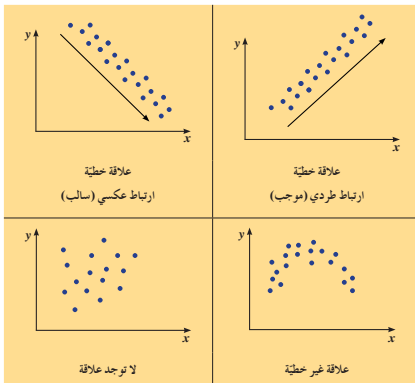 y
x
علاقة خطيّة
ارتباط طردي (موجب)
y
x
علاقة خطيّة
ارتباط عكسي (سالب)
y
x
علاقة غير خطيّة
y
x
لا توجد علاقة